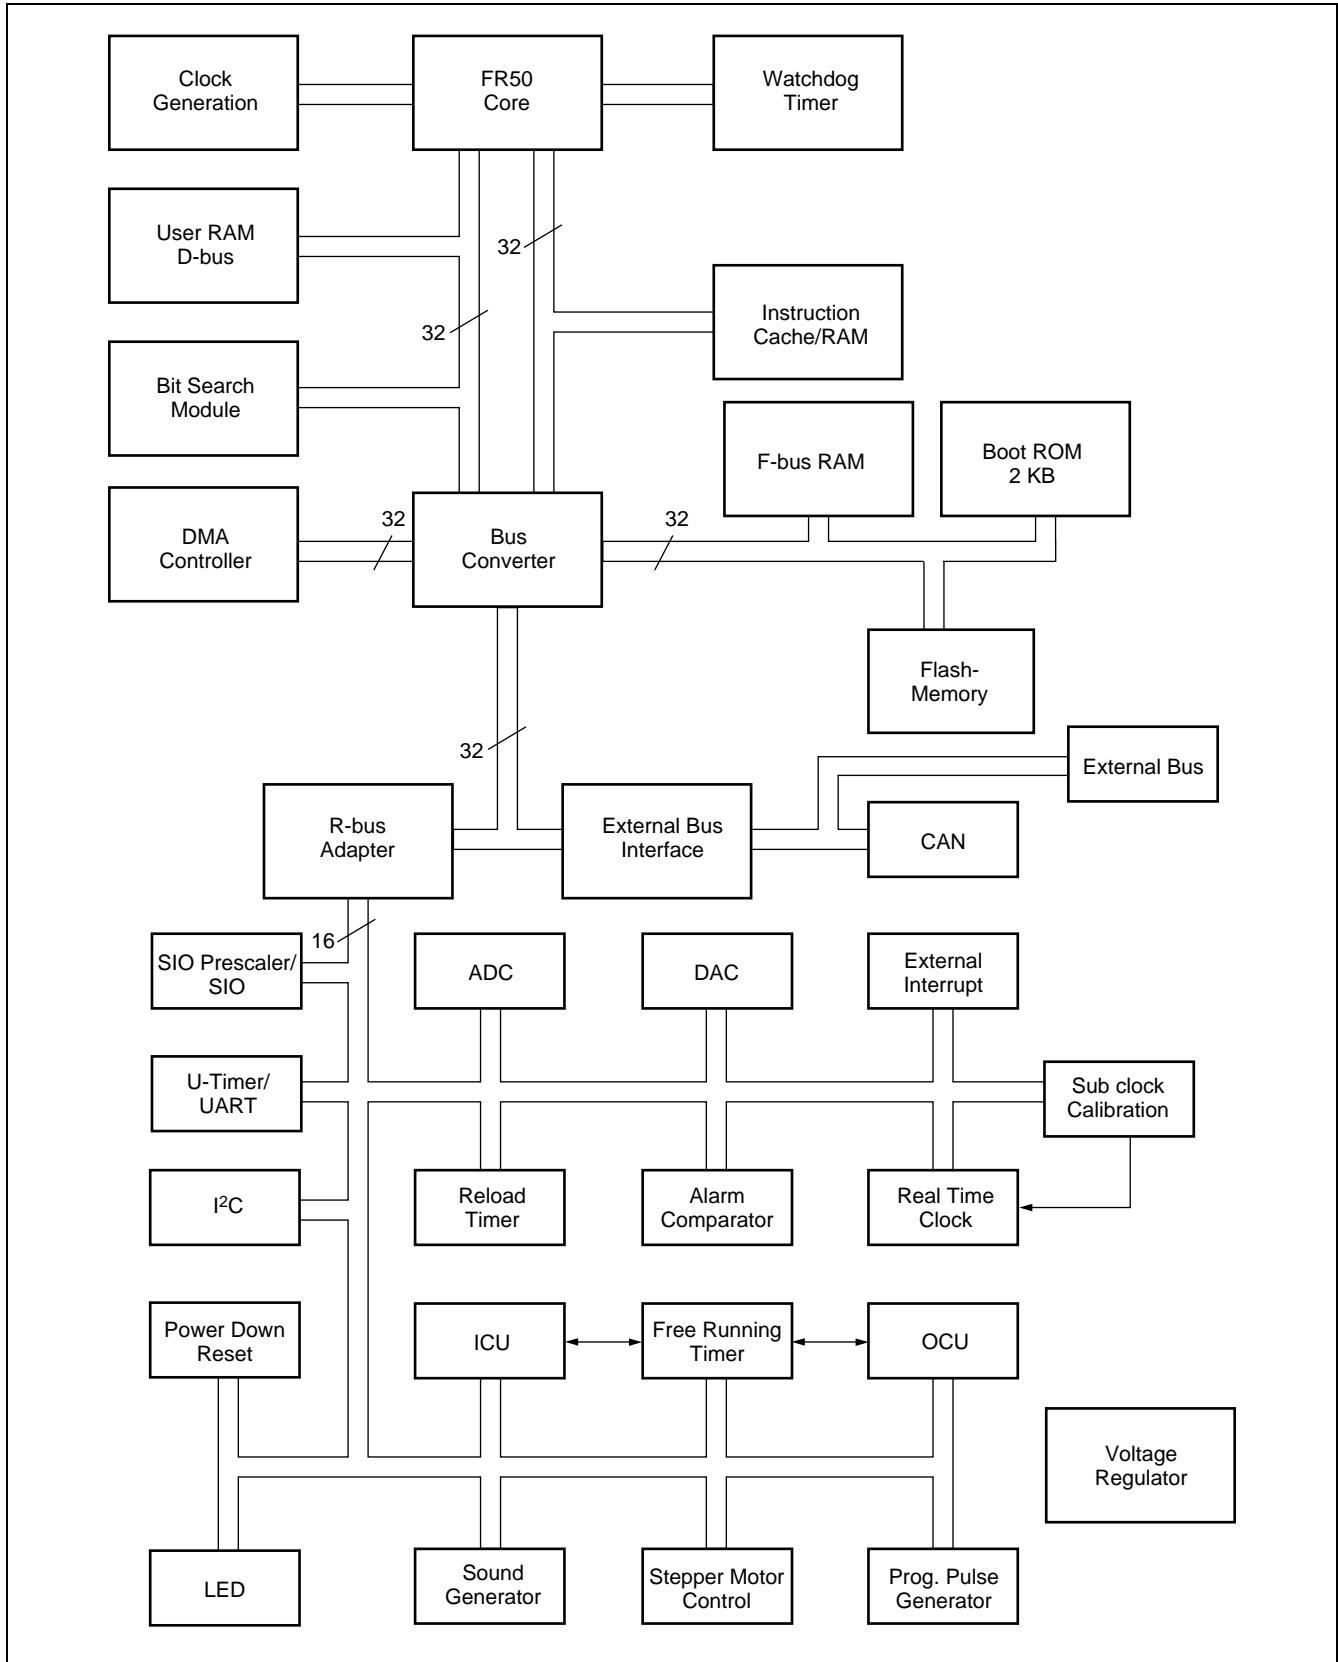 Clock
Generation
FR50
Core
Watchdog
Timer
User RAM
D-bus
32
32
Instruction
Cache/RAM
Bit Search
Module
F-bus RAM
Boot ROM
2 KB
DMA
Controller
32
Bus
Converter
32
Flash-
Memory
32
External Bus
R-bus
Adapter
External Bus
Interface
CAN
16
SIO Prescaler/
SIO
ADC
DAC
External
Interrupt
U-Timer/
UART
Sub clock
Calibration
I²C
Reload
Timer
Alarm
Comparator
Real Time
Clock
Power Down
Reset
ICU
Free Running
Timer
OCU
Voltage
Regulator
LED
Sound
Generator
Stepper Motor
Control
Prog. Pulse
Generator